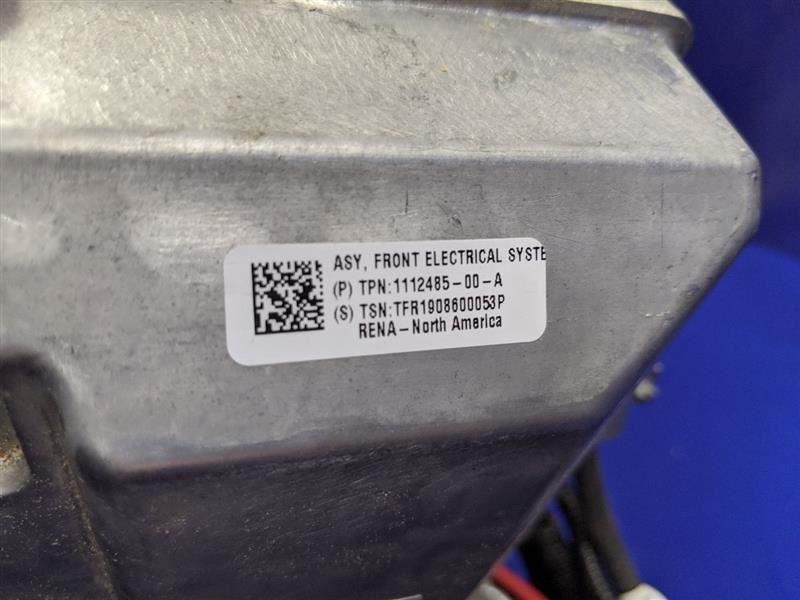 ASY, FRONT ELECTRICAL SYSTE
(P) TPN:1112485-00-A
(S) TSN:TFR1908600053P
RENA-North America